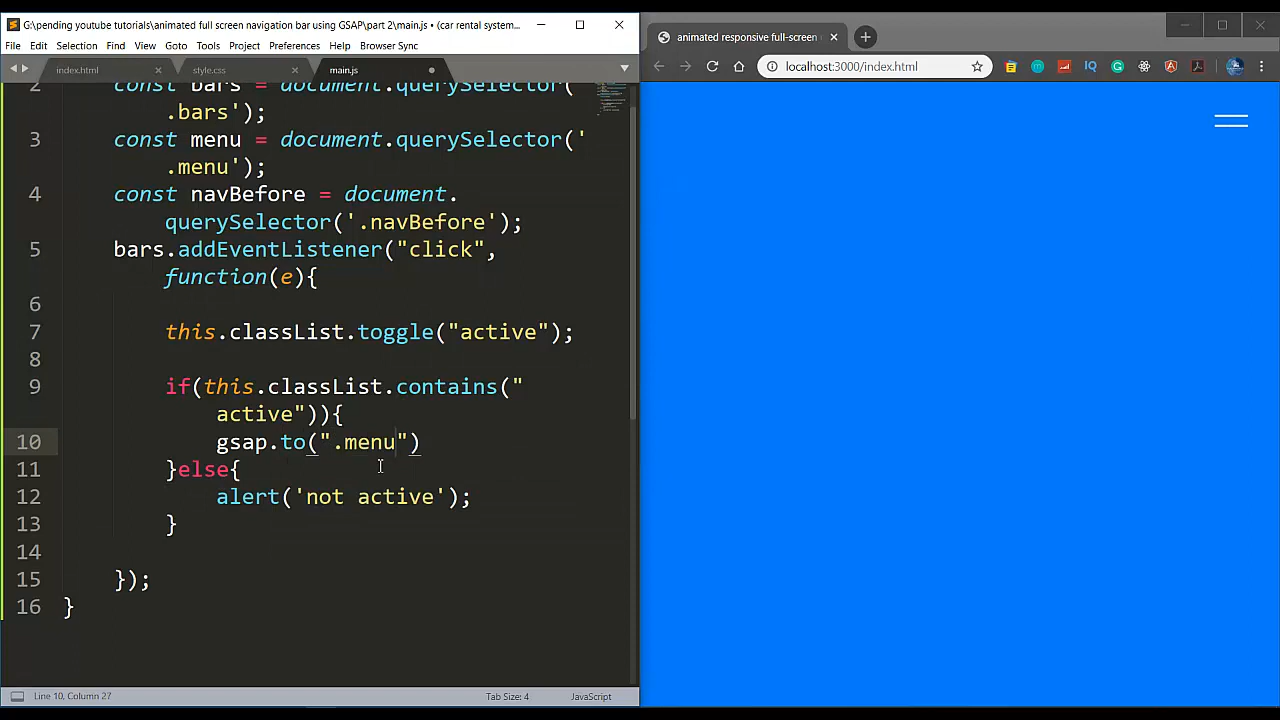 G:\pending youtube tutorials\animated full screen navigation bar using GSAP\part 2\main.js • (car rental system...
File Edit Selection Find View Goto Tools Project Preferences Help Browser Sync
index.html style.css main.js
2 const bars = document.querySelector('
.bars');
3 const menu = document.querySelector('
.menu');
4 const navBefore = document.
querySelector('.navBefore');
5 bars.addEventListener("click",
function(e){
6
7 this.classList.toggle("active");
8
9 if(this.classList.contains("
active")){
10 gsap.to(".menu")
11 }else{
12 alert('not active');
13 }
14
15 });
16 }
Line 10, Column 27 Tab Size: 4 JavaScript
animated responsive full-screen
localhost:3000/index.html
IQ